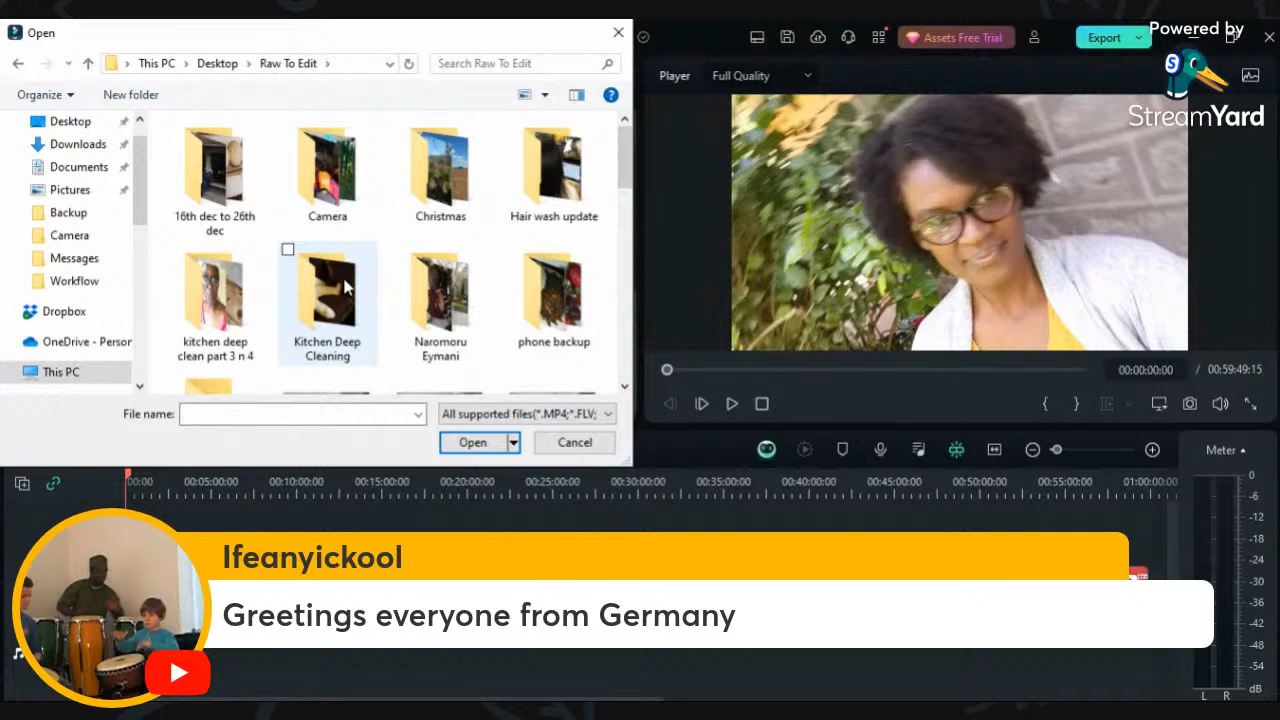 Open
This PC
Desktop
Raw To Edit
Search Raw To Edit
Organize
New folder
Desktop
Downloads
Documents
Pictures
Backup
Camera
Messages
Workflow
Dropbox
OneDrive - Person
This PC
16th dec to 26th
dec
Camera
Christmas
Hair wash update
kitchen deep
clean part 3 n 4
Kitchen Deep
Cleaning
Naromoru
Eymani
phone backup
File name:
All supported files(*.MP4;*.FLV;
Open
Cancel
Assets Free Trial
Export
Powered by
StreamYard
Player
Full Quality
00:00:00:00
/ 00:59:49:15
Meter
00:00
00:05:00:00
00:10:00:00
00:15:00:00
00:20:00:00
00:25:00:00
00:30:00:00
00:35:00:00
00:40:00:00
00:45:00:00
00:50:00:00
00:55:00:00
01:00:00:00
0
-6
-12
-18
-24
-30
-36
-42
-48
-54
dB
L R
Ifeanyickool
Greetings everyone from Germany